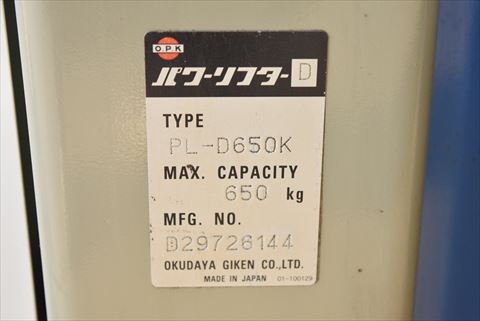 O.P.K
パワーリフターD
TYPE
PL-D650K
MAX. CAPACITY
650 kg
MFG. NO.
D29726144
OKUDAYA GIKEN CO.,LTD.
MADE IN JAPAN 01-100129